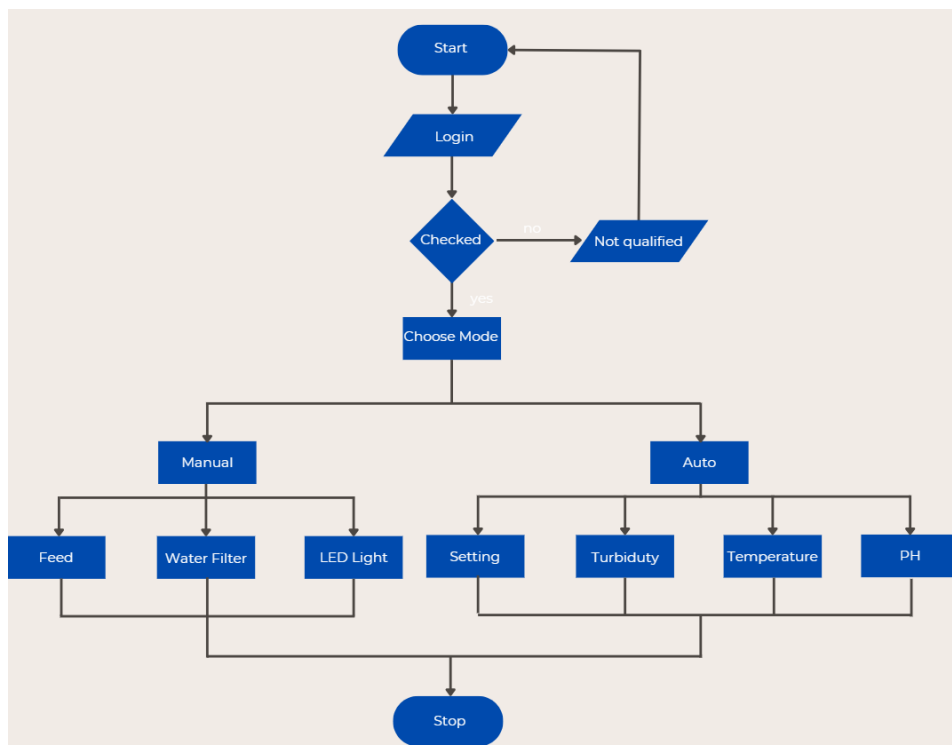 Start
Login
Checked
no
Not qualified
yes
Choose Mode
Manual
Auto
Feed
Water Filter
LED Light
Setting
Turbiduty
Temperature
PH
Stop